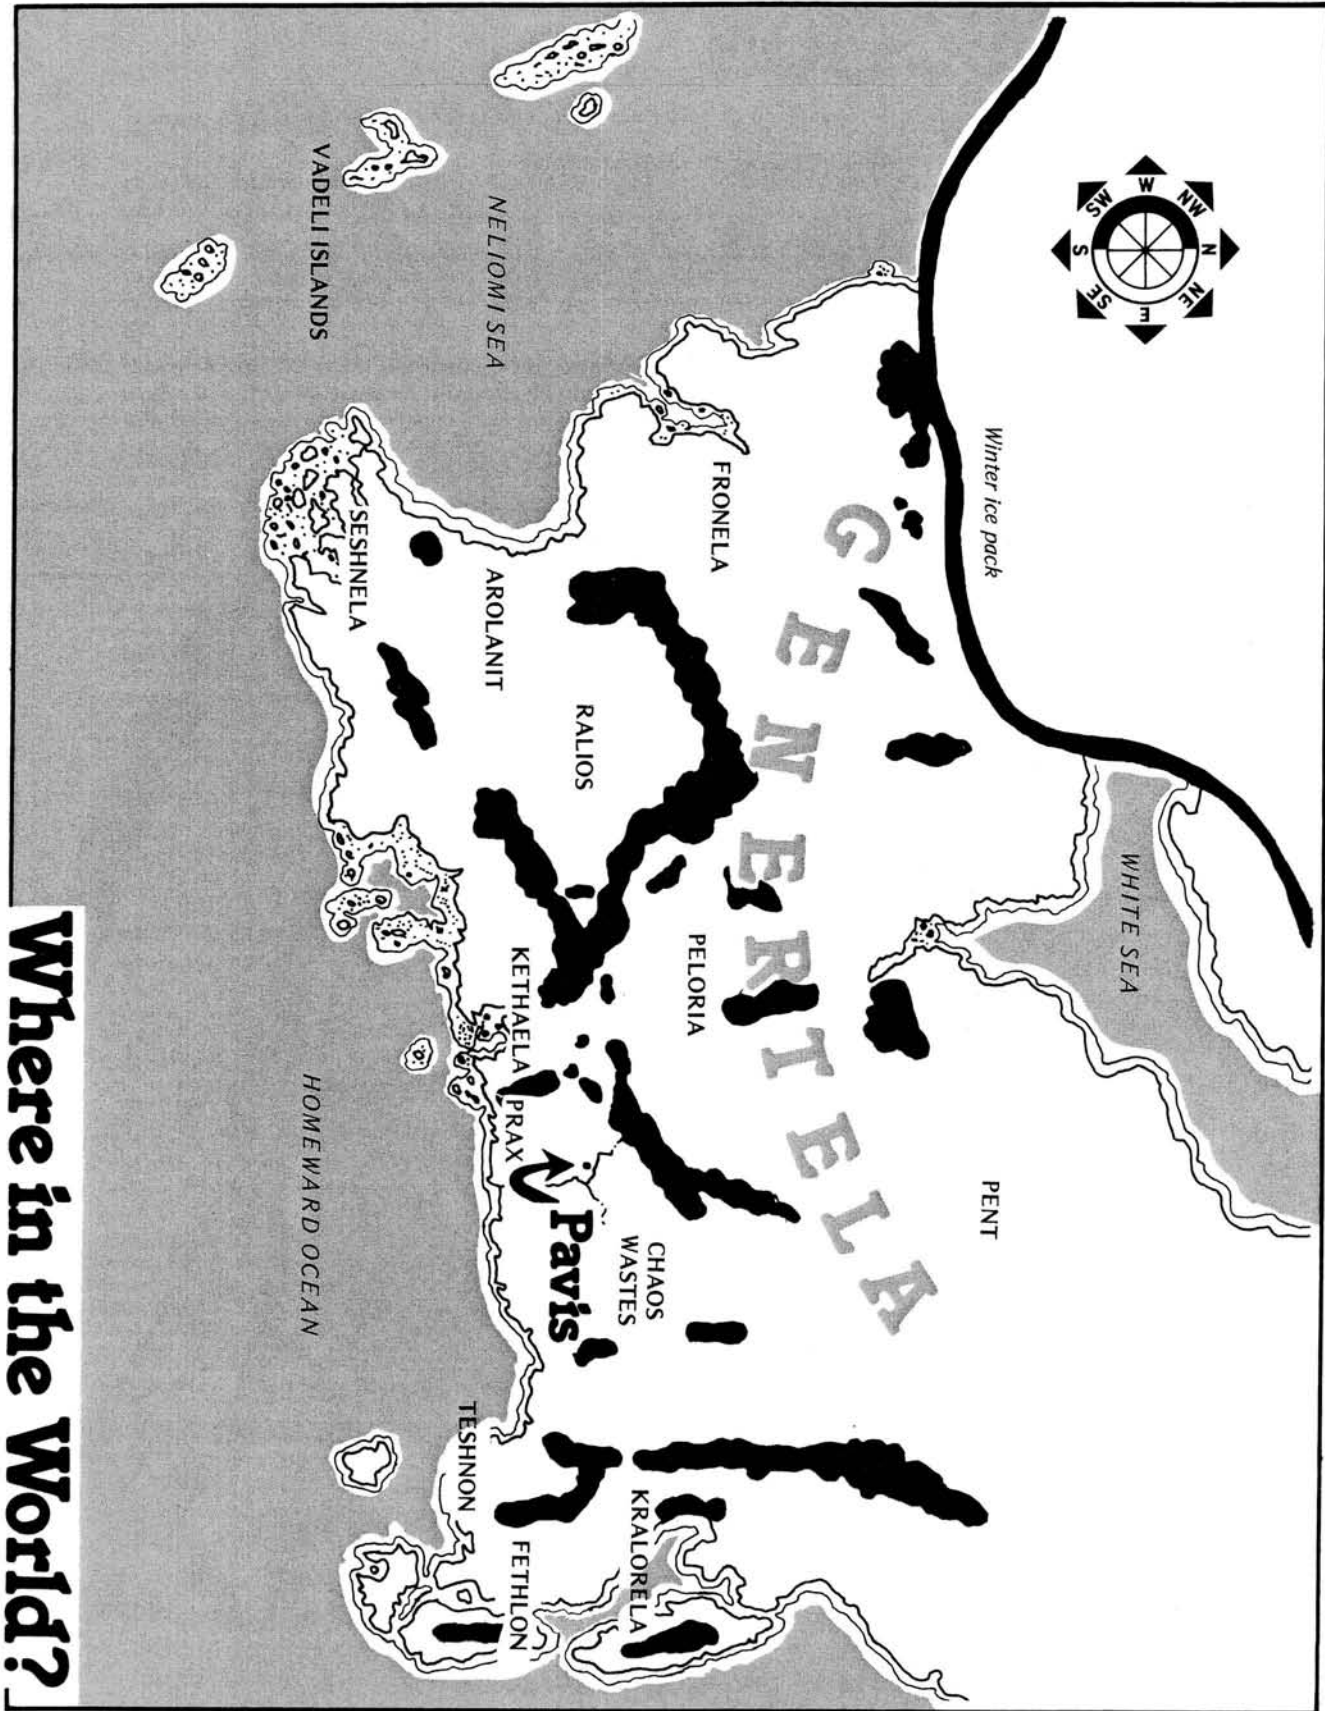 N
NW NE
W E
SW SE
S
WHITE SEA
Winter ice pack
PENT
GENERTELA
FRONELA
PELORIA
CHAOS
WASTES
KRALORELA
RALIOS
Pavis
KETHAELA
PRAX
FETHLON
NELIOMI SEA
AROLANIT
TESHNON
SESHNELA
VADELI ISLANDS
HOMEWARD OCEAN
Where in the World?